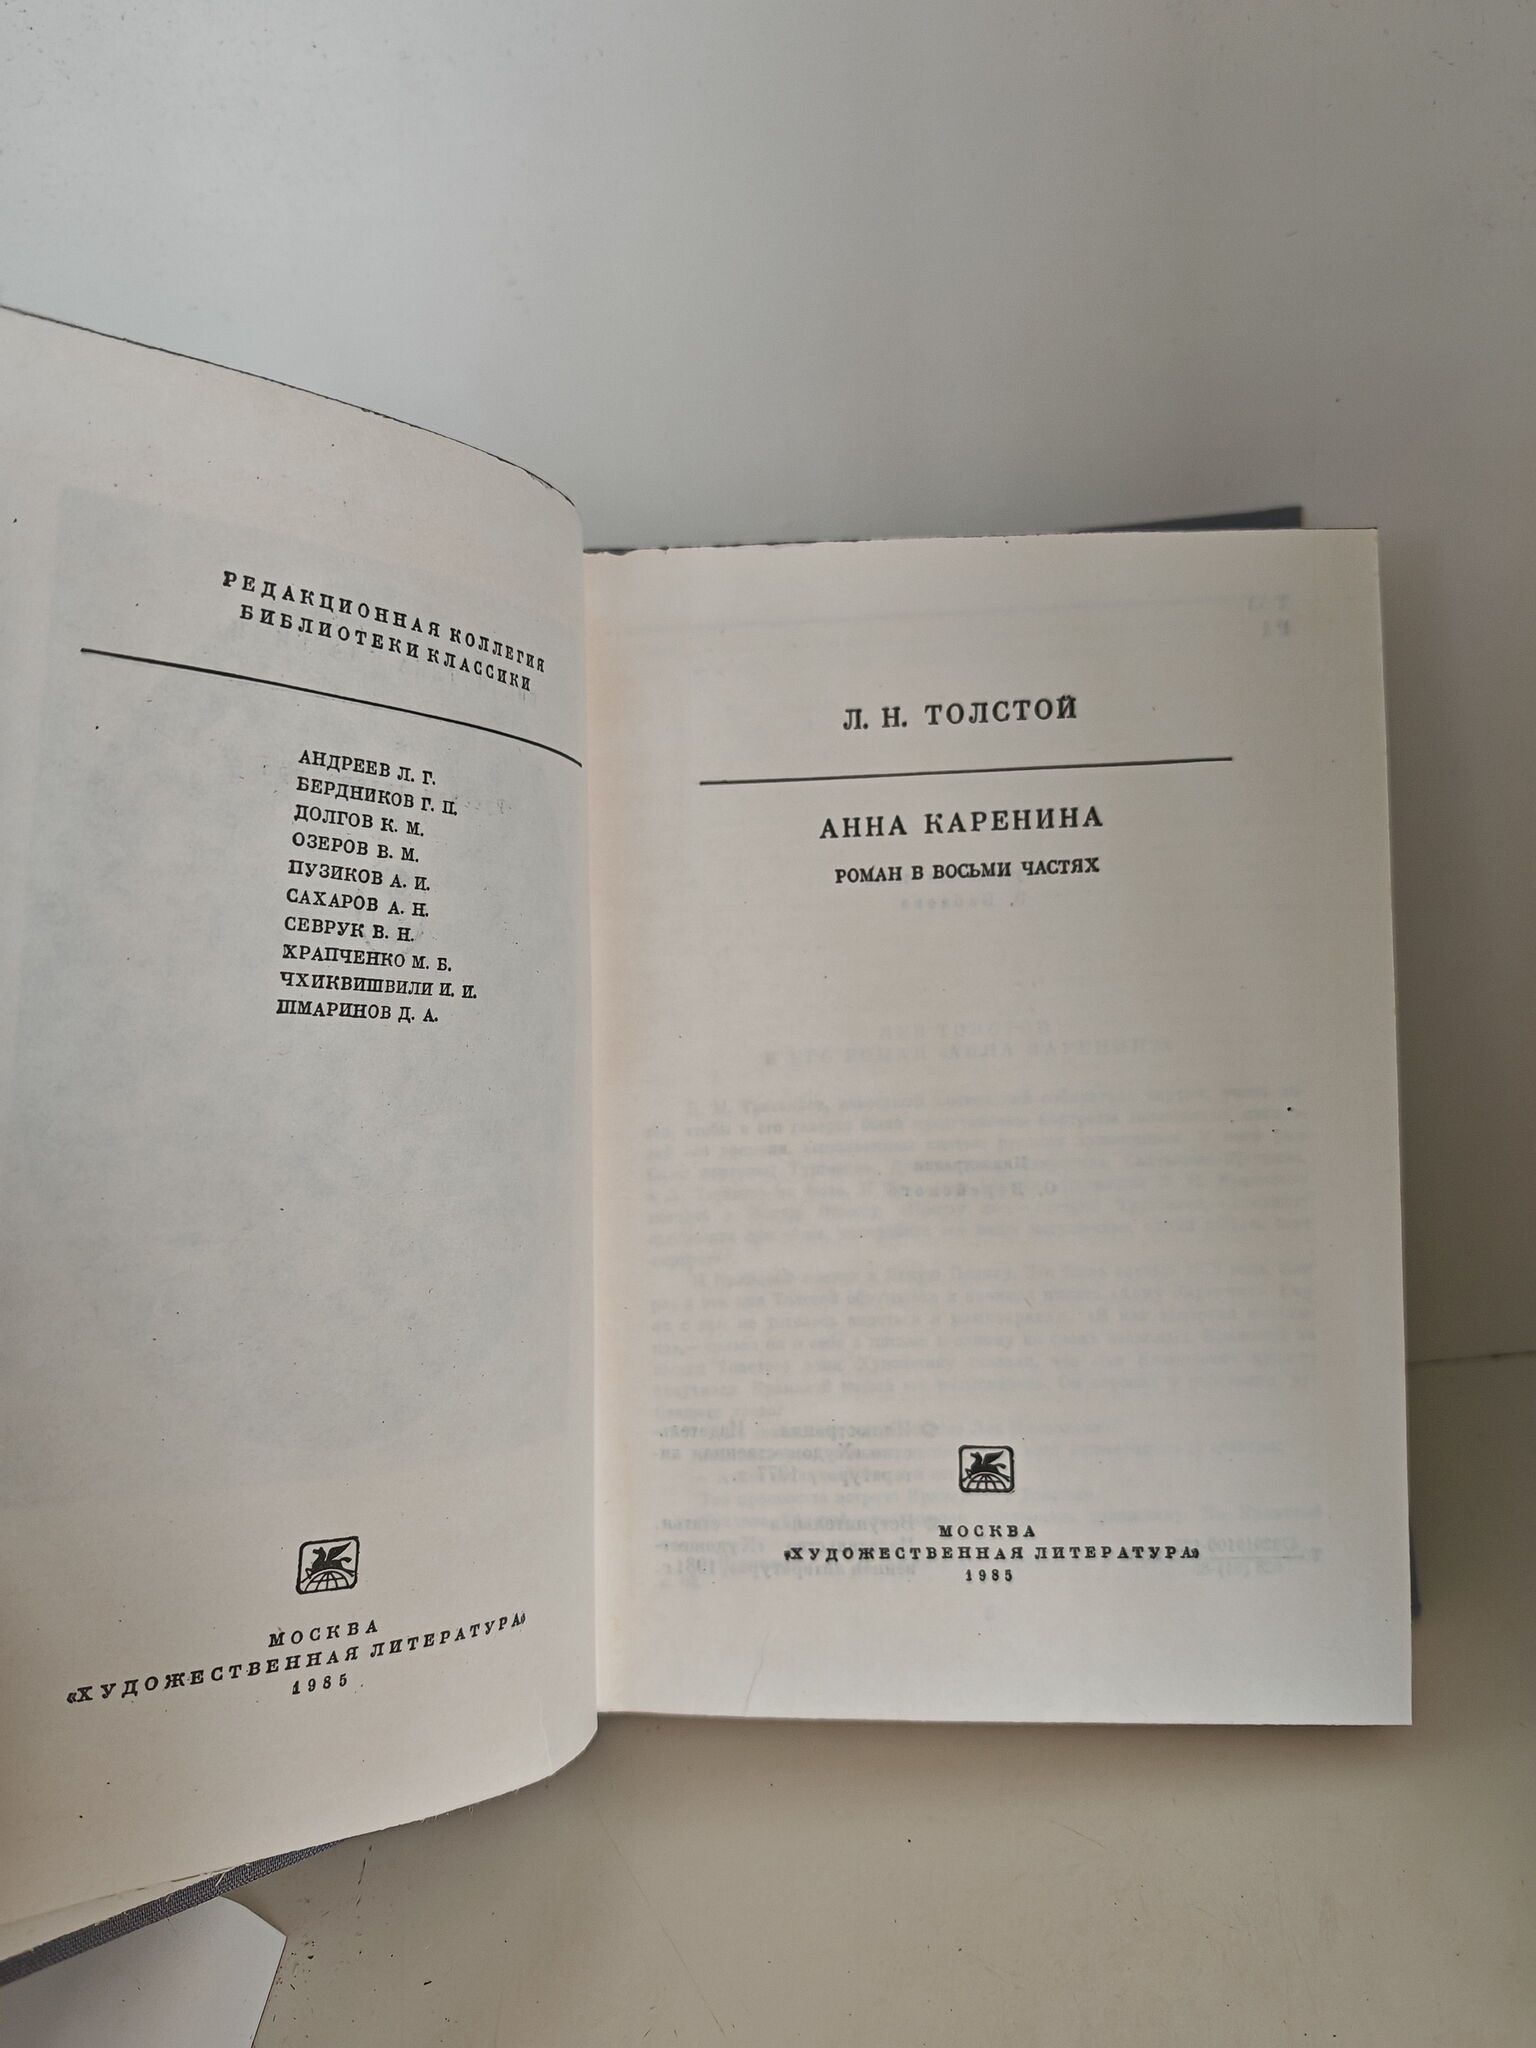 РЕДАКЦИОННАЯ КОЛЛЕГИЯ
БИБЛИОТЕКИ КЛАССИКИ
АНДРЕЕВ Л. Г.
БЕРДНИКОВ Г. П.
ДОЛГОВ К. М.
ОЗЕРОВ В. М.
ПУЗИКОВ А. И.
САХАРОВ А. Н.
СЕВРУК В. Н.
ХРАПЧЕНКО М. Б.
ЧХИКВИШВИЛИ И. И.
ШМАРИНОВ Д. А.
МОСКВА
«ХУДОЖЕСТВЕННАЯ ЛИТЕРАТУРА»
1985
Л. Н. ТОЛСТОЙ
АННА КАРЕНИНА
РОМАН В ВОСЬМИ ЧАСТЯХ
МОСКВА
«ХУДОЖЕСТВЕННАЯ ЛИТЕРАТУРА»
1985